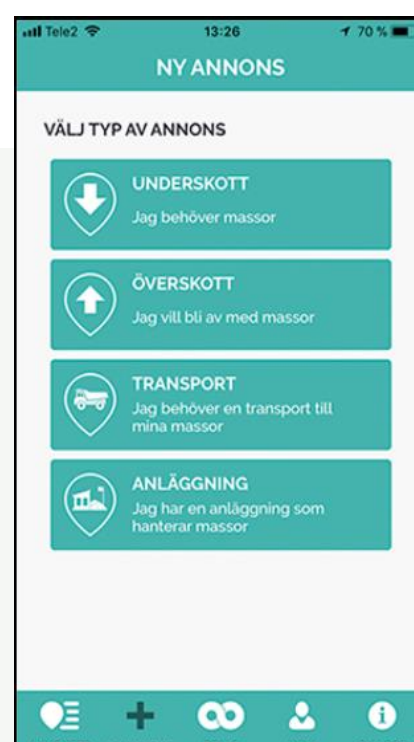 Tele2 13:26 70 %
NY ANNONS
VÄLJ TYP AV ANNONS
UNDERSKOTT
Jag behöver massor
ÖVERSKOTT
Jag vill bli av med massor
TRANSPORT
Jag behöver en transport till
mina massor
ANLÄGGNING
Jag har en anläggning som
hanterar massor